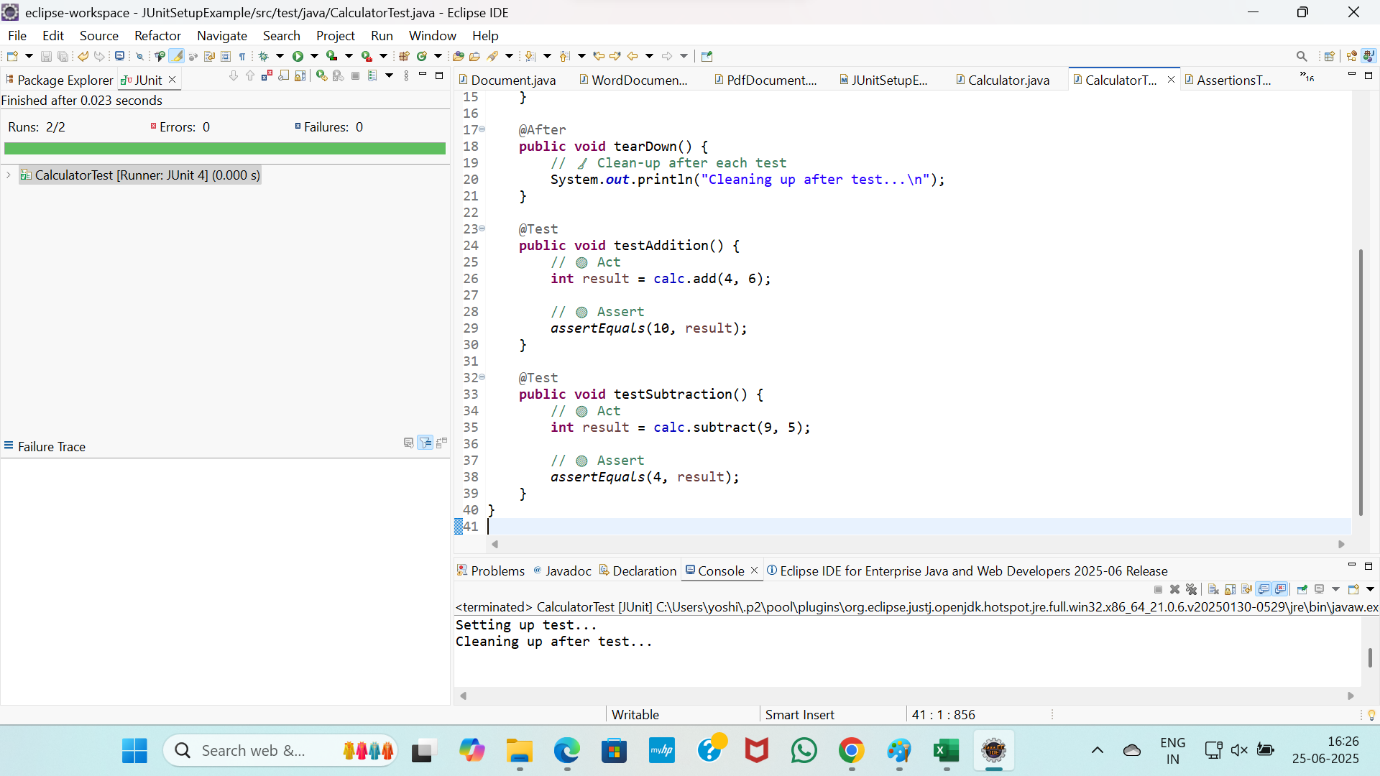 eclipse-workspace - JUnitSetupExample/src/test/java/CalculatorTest.java - Eclipse IDE
File Edit Source Refactor Navigate Search Project Run Window Help
Package Explorer JUnit
Finished after 0.023 seconds
Runs: 2/2 Errors: 0 Failures: 0
CalculatorTest [Runner: JUnit 4] (0.000 s)
Failure Trace
Document.java WordDocumen... PdfDocument.... JUnitSetupE... Calculator.java CalculatorT... AssertionsT... »16
15 }
16
17 @After
18 public void tearDown() {
19 // Clean-up after each test
20 System.out.println("Cleaning up after test...\n");
21 }
22
23 @Test
24 public void testAddition() {
25 // Act
26 int result = calc.add(4, 6);
27
28 // Assert
29 assertEquals(10, result);
30 }
31
32 @Test
33 public void testSubtraction() {
34 // Act
35 int result = calc.subtract(9, 5);
36
37 // Assert
38 assertEquals(4, result);
39 }
40 }
41
Problems Javadoc Declaration Console Eclipse IDE for Enterprise Java and Web Developers 2025-06 Release
<terminated> CalculatorTest [JUnit] C:\Users\yoshi\.p2\pool\plugins\org.eclipse.justj.openjdk.hotspot.jre.full.win32.x86_64_21.0.6.v20250130-0529\jre\bin\javaw.ex
Setting up test...
Cleaning up after test...
Writable Smart Insert 41 : 1 : 856
Search web &... myhp ENG IN 16:26 25-06-2025